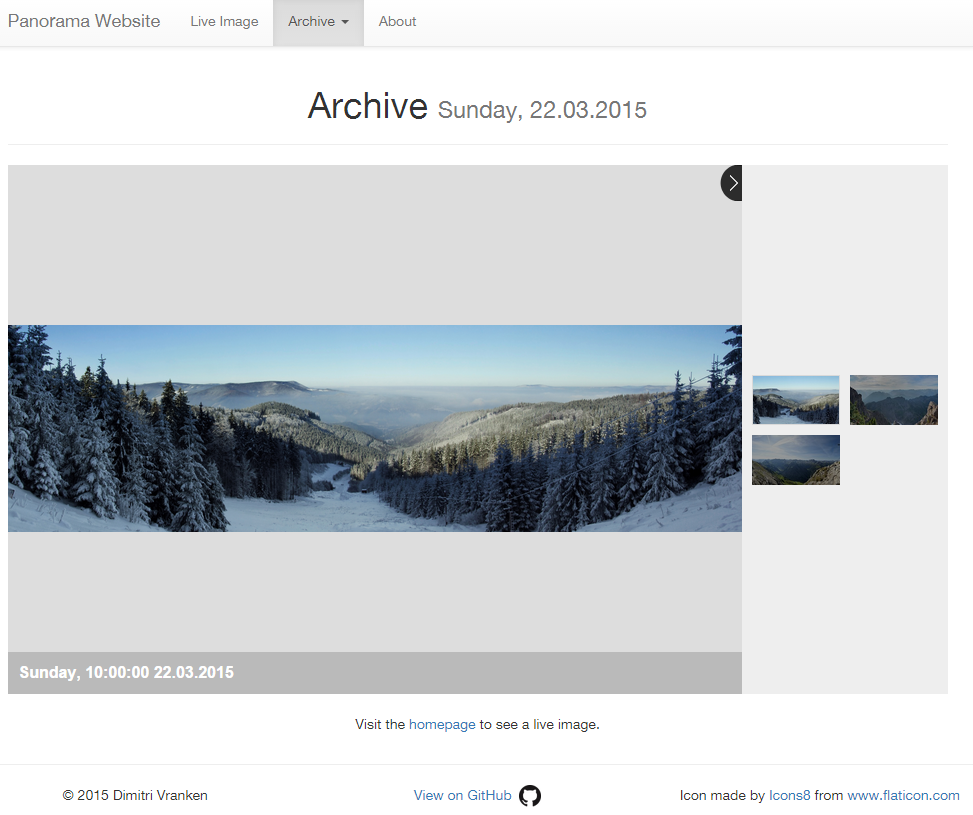 Panorama Website Live Image Archive About
Archive Sunday, 22.03.2015
Sunday, 10:00:00 22.03.2015
Visit the homepage to see a live image.
© 2015 Dimitri Vranken View on GitHub Icon made by Icons8 from www.flaticon.com